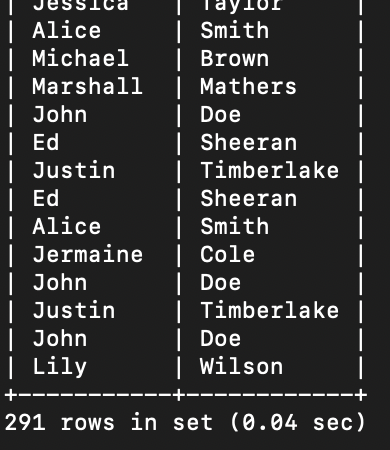 | Jessica | Taylor |
| Alice | Smith |
| Michael | Brown |
| Marshall | Mathers |
| John | Doe |
| Ed | Sheeran |
| Justin | Timberlake |
| Ed | Sheeran |
| Alice | Smith |
| Jermaine | Cole |
| John | Doe |
| Justin | Timberlake |
| John | Doe |
| Lily | Wilson |
+-----------+------------+
291 rows in set (0.04 sec)